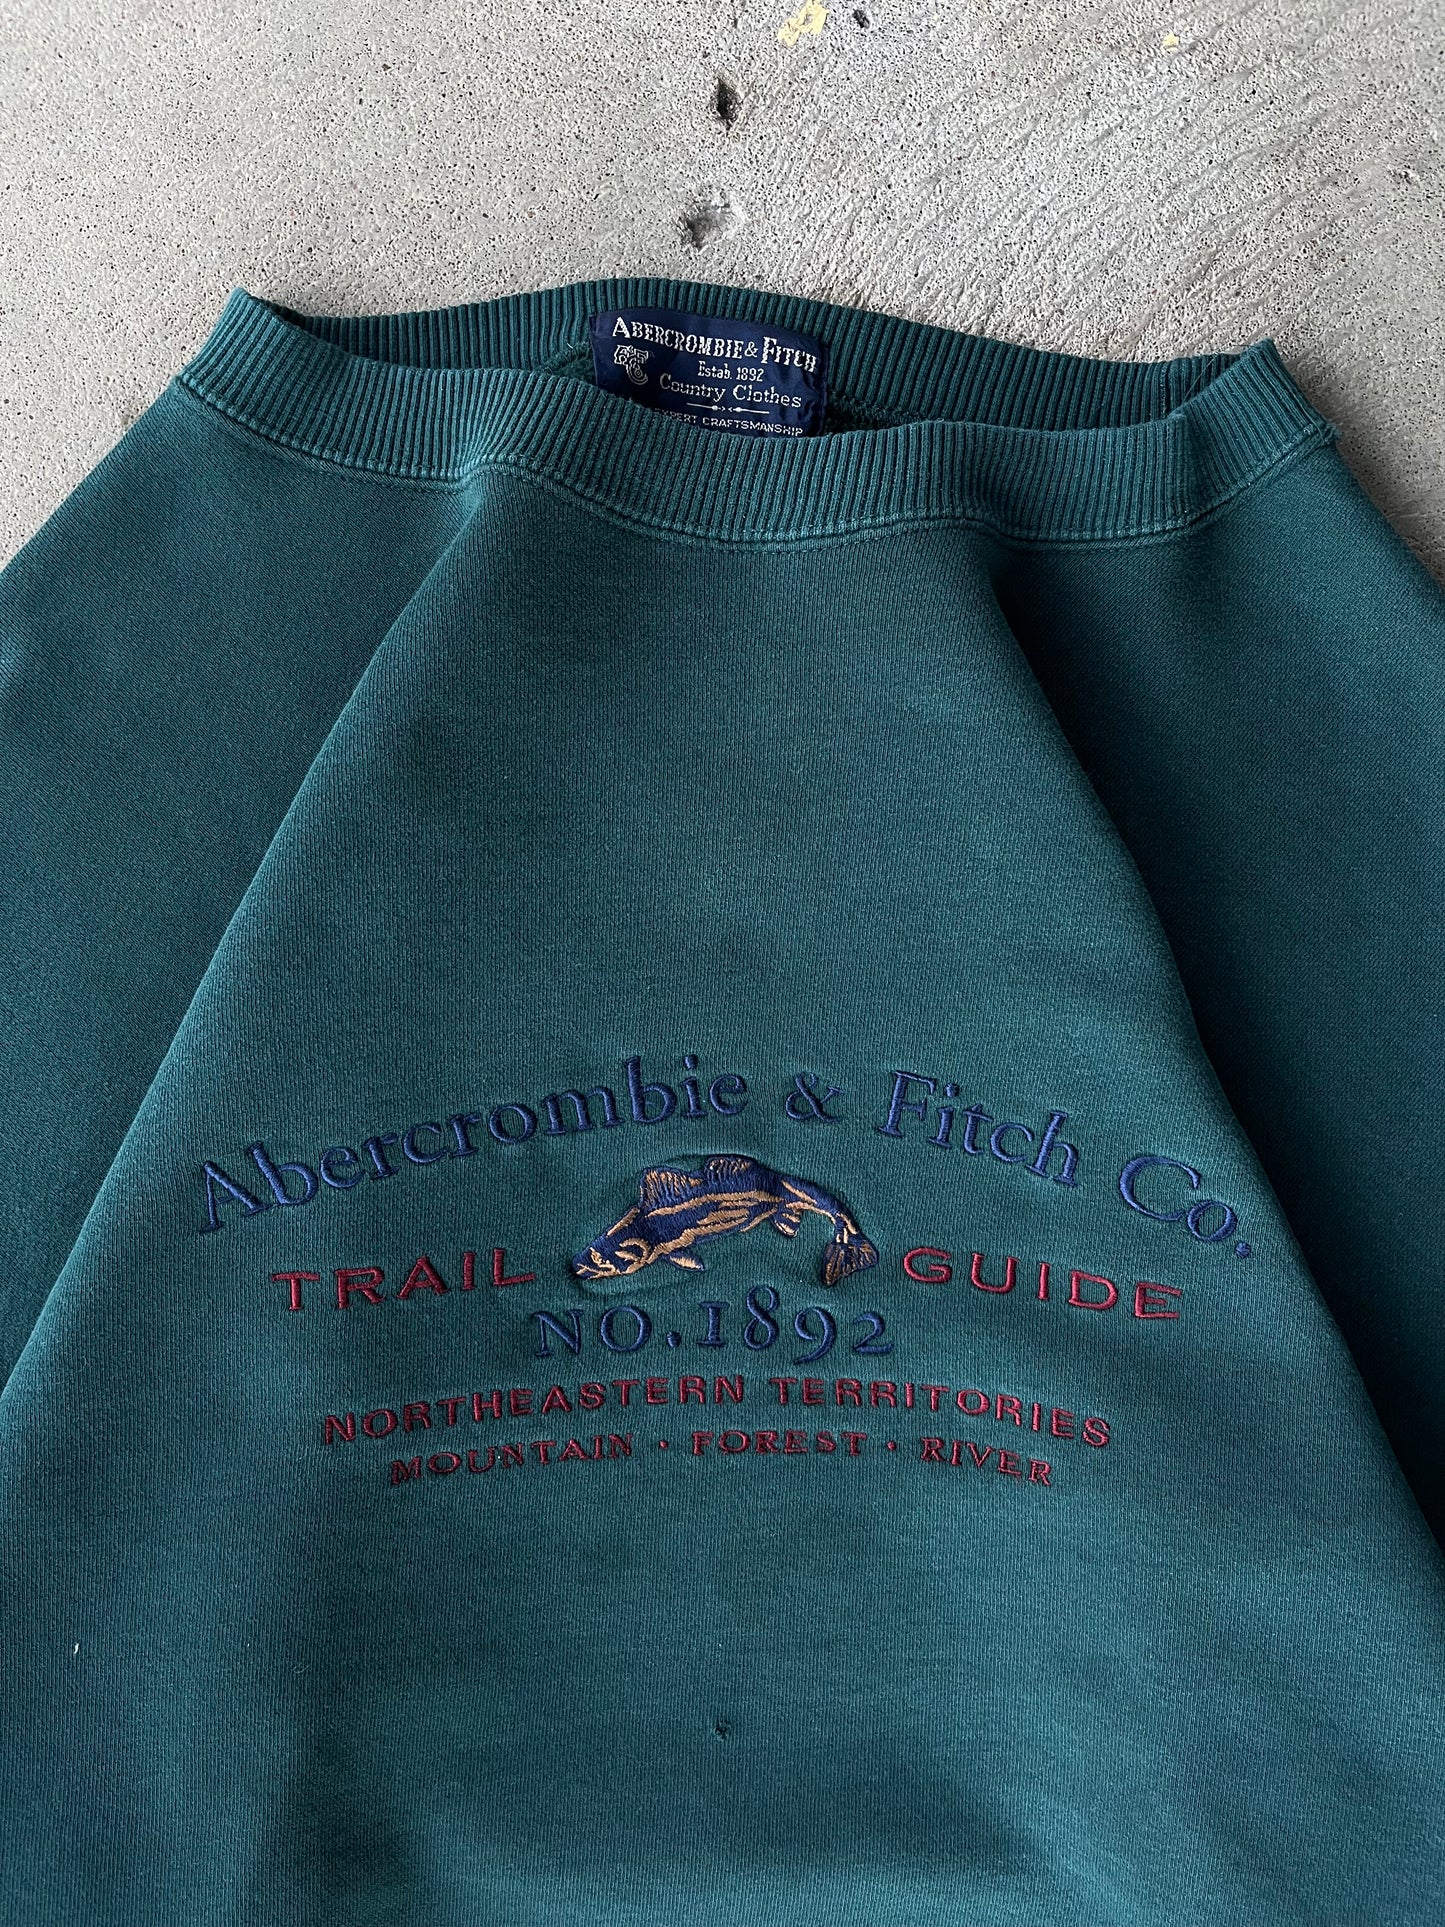 ABERCROMBIE & FITCH
Estab. 1892
Country Clothes
EXPERT CRAFTSMANSHIP
Abercrombie & Fitch Co.
TRAIL GUIDE
NO. 1892
NORTHEASTERN TERRITORIES
MOUNTAIN · FOREST · RIVER